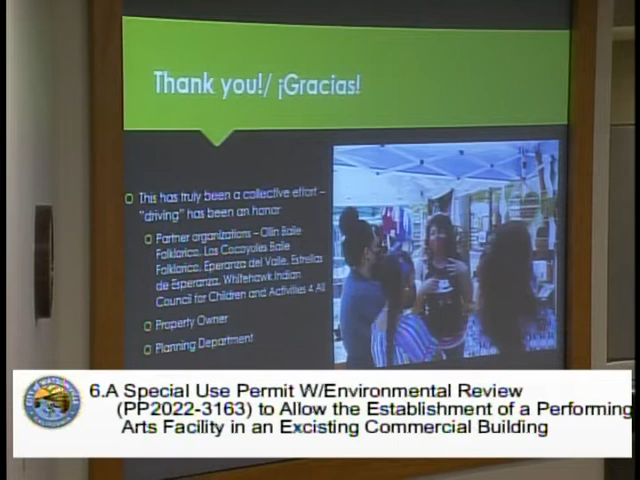 Thank you!/ ¡Gracias!
This has truly been a collective effort –
"driving" has been an honor
Partner organizations – Ollin Baile
Folklorico, Los Cocoyules Baile
Folklorico, Eperanza del Valle, Estrellas
de Esperanza, Whitehawk Indian
Council for Children and Activities 4 All
Property Owner
Planning Department
6.A Special Use Permit W/Environmental Review
(PP2022-3163) to Allow the Establishment of a Performing
Arts Facility in an Excisting Commercial Building